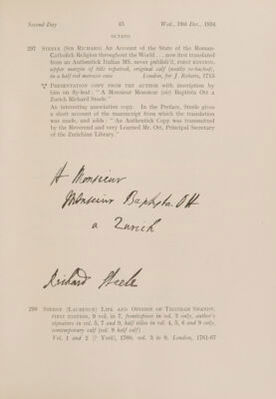 Second Day 65 Wed., 19th Dec., 1934
OCTAVO
297 STEELE (SIR RICHARD) An Account of the State of the Roman-
Catholick Religion throughout the World . . . now first translated
from an Authentick Italian MS. never publish'd, FIRST EDITION,
upper margin of title repaired, original calf (neatly re-backed),
in a half red morocco case London, for J. Roberts, 1715
PRESENTATION COPY FROM THE AUTHOR with inscription by
him on fly-leaf: "A Monsieur Monsieur (sic) Baptista Ott a
Zurich Richard Steele."
An interesting association copy. In the Preface, Steele gives
a short account of the manuscript from which the translation
was made, and adds: "An Authentick Copy was transmitted
by the Reverend and very Learned Mr. Ott, Principal Secretary
of the Zurichian Library."
A Monsieur
Monsieur Baptista Ott
a Zurich
Richard Steele
298 STERNE (LAURENCE) LIFE AND OPINION OF TRISTRAM SHANDY,
FIRST EDITION, 9 vol. in 7, frontispiece in vol. 3 only, author's
signature in vol. 5, 7 and 9, half titles in vol. 4, 5, 6 and 9 only,
contemporary calf (vol. 9 half calf)
Vol. 1 and 2 [? York], 1760; vol. 3 to 9, London, 1761-67